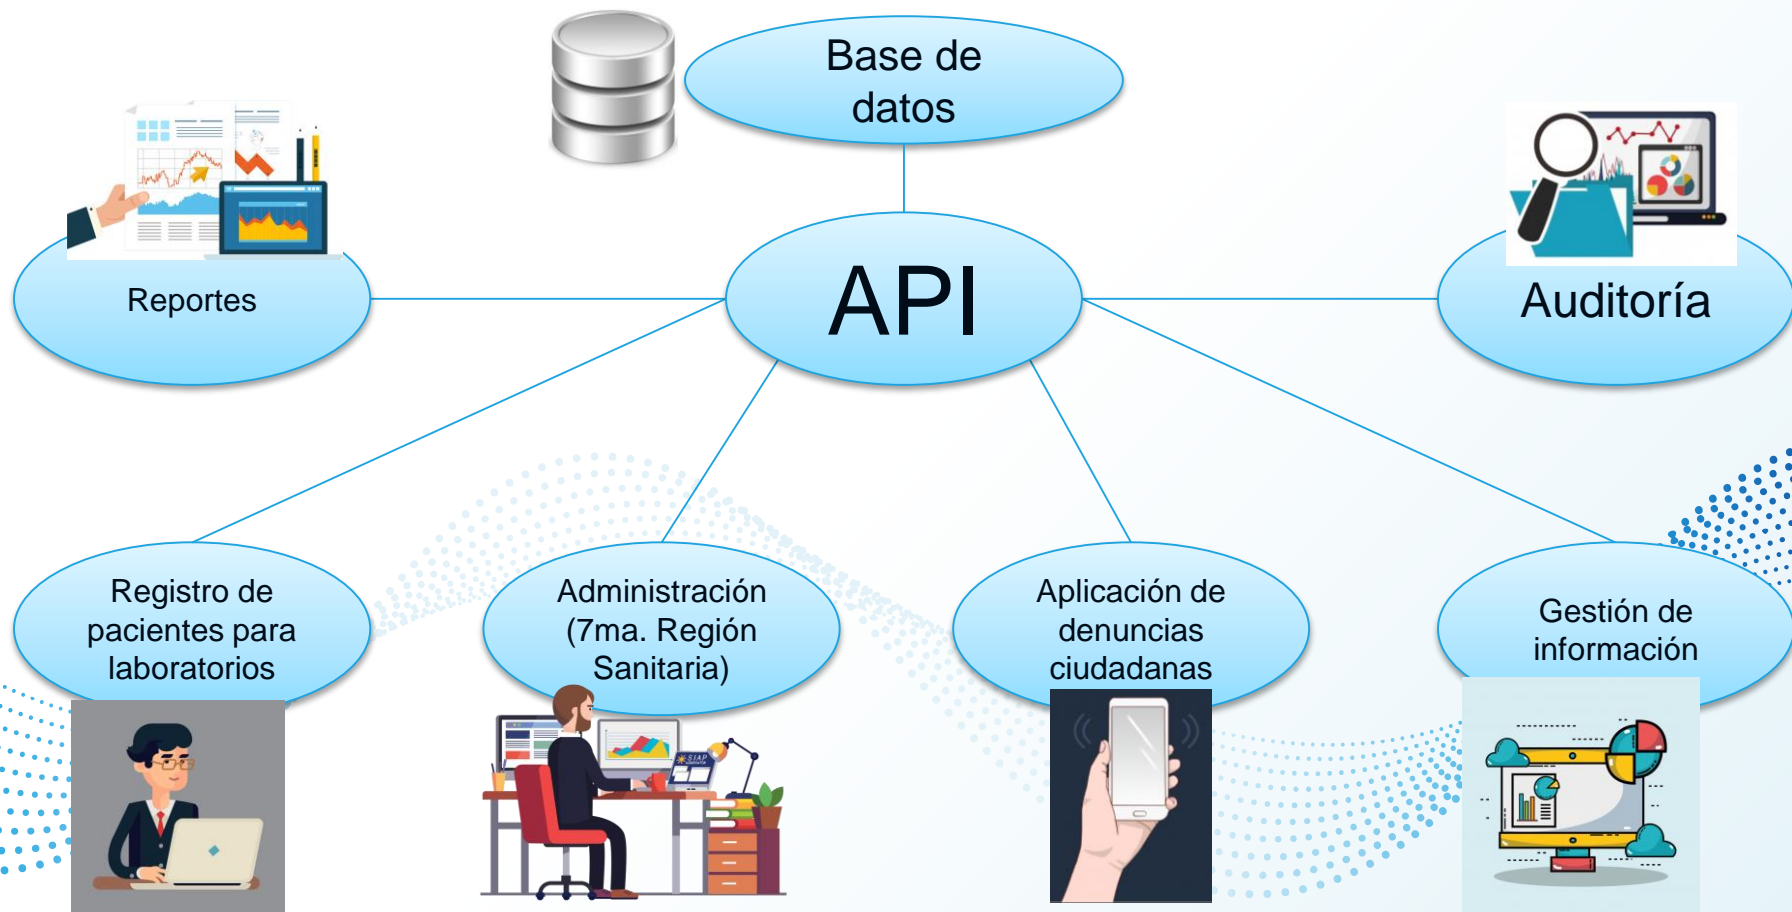 Base de
datos
Reportes
API
Auditoría
Registro de
pacientes para
laboratorios
Administración
(7ma. Región
Sanitaria)
SIAP
Aplicación de
denuncias
ciudadanas
Gestión de
información